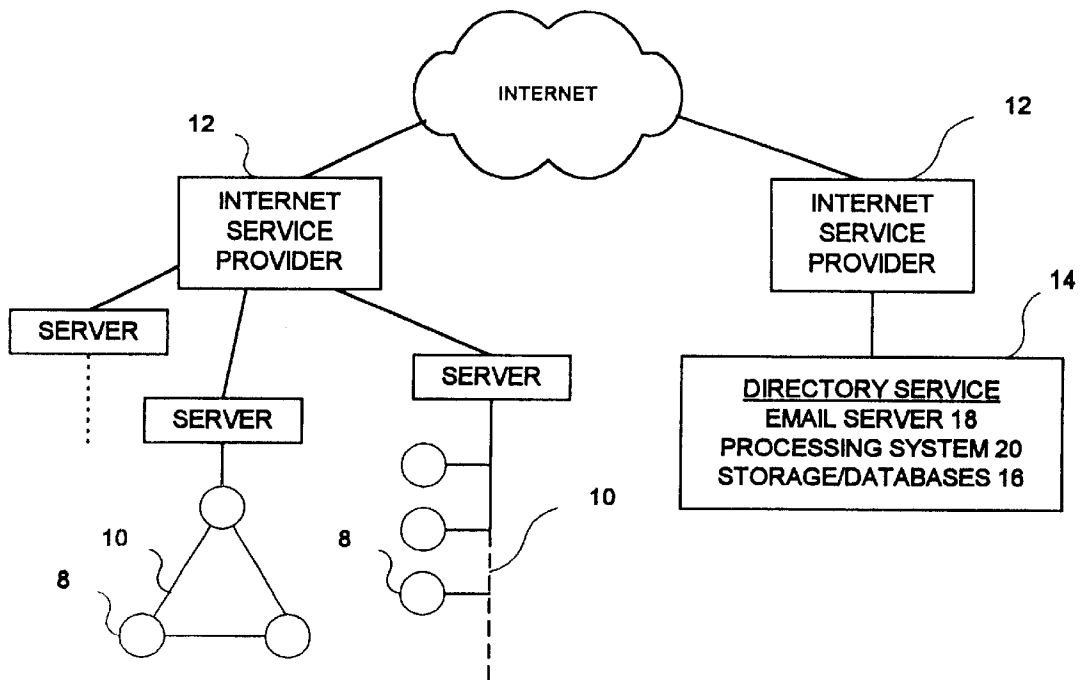 INTERNET
12
12
INTERNET
SERVICE
PROVIDER
INTERNET
SERVICE
PROVIDER
14
SERVER
SERVER
SERVER
DIRECTORY SERVICE
EMAIL SERVER 18
PROCESSING SYSTEM 20
STORAGE/DATABASES 16
10
8
8
10